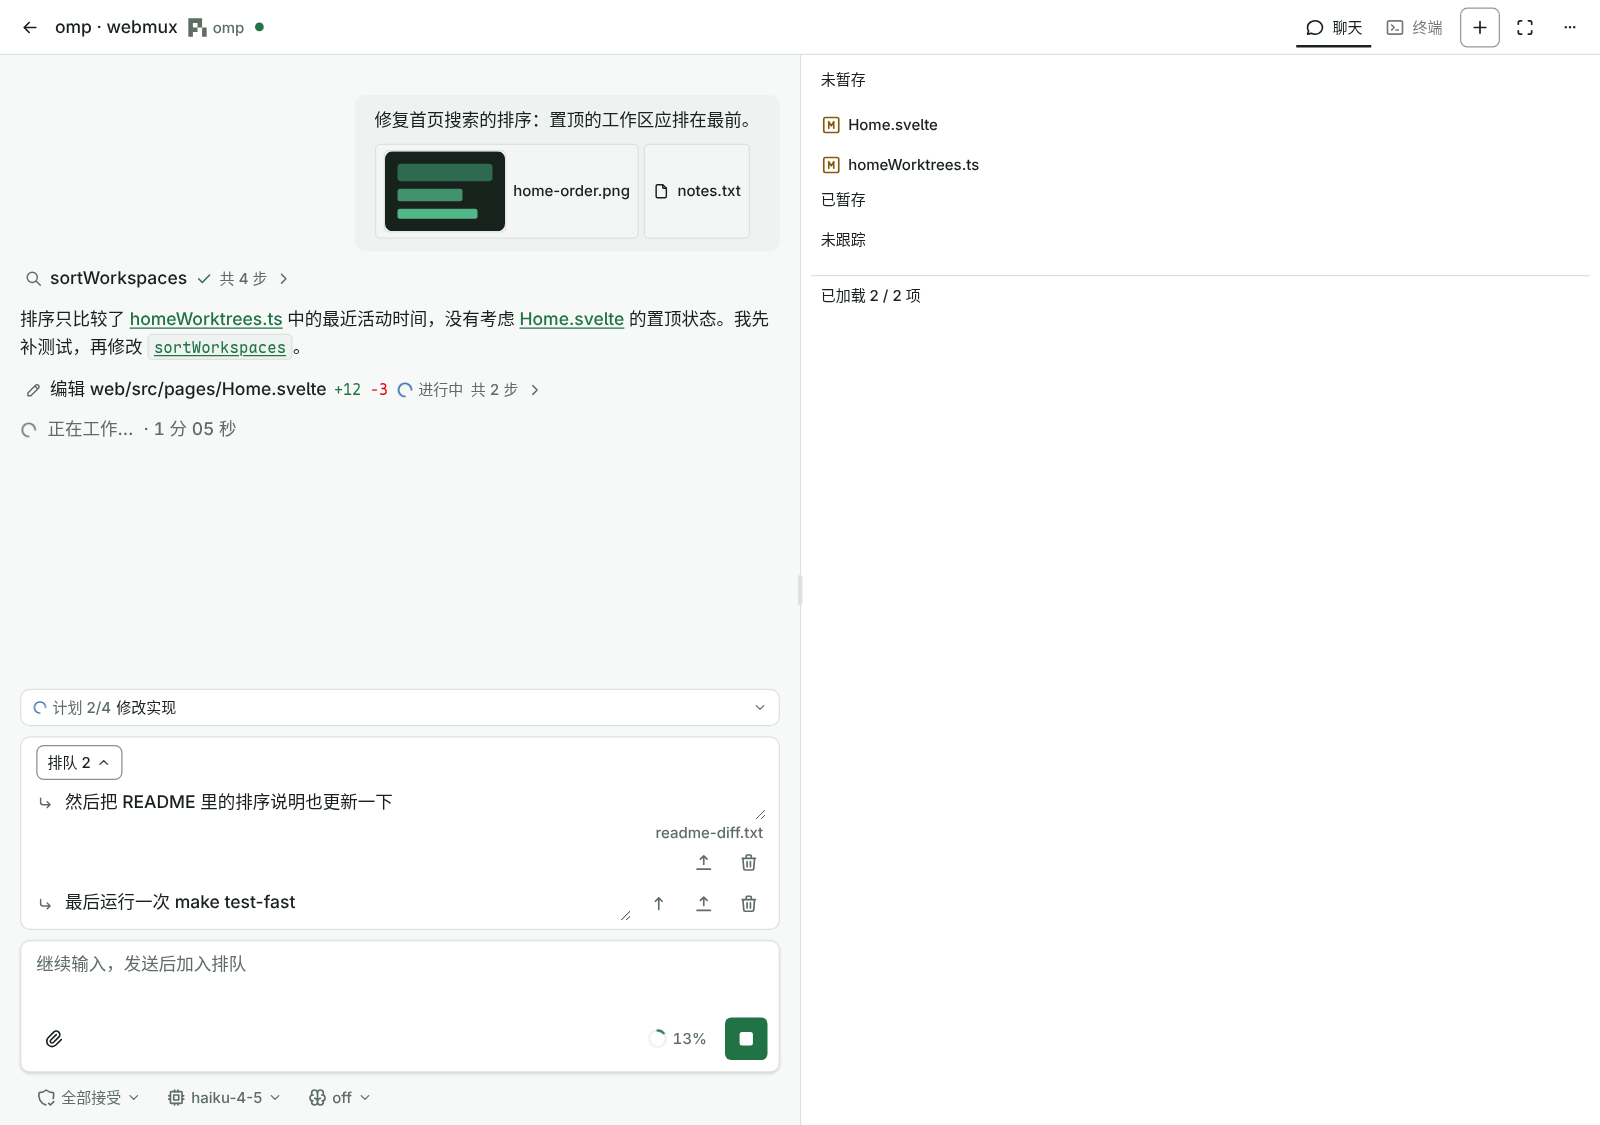 omp · webmux omp
聊天
终端
修复首页搜索的排序：置顶的工作区应排在最前。
home-order.png
notes.txt
sortWorkspaces 共 4 步
排序只比较了 homeWorktrees.ts 中的最近活动时间，没有考虑 Home.svelte 的置顶状态。我先
补测试，再修改 sortWorkspaces 。
编辑 web/src/pages/Home.svelte +12 -3 进行中 共 2 步
正在工作... · 1 分 05 秒
计划 2/4 修改实现
排队 2
然后把 README 里的排序说明也更新一下
readme-diff.txt
最后运行一次 make test-fast
继续输入，发送后加入排队
13%
全部接受
haiku-4-5
off
未暂存
M Home.svelte
M homeWorktrees.ts
已暂存
未跟踪
已加载 2 / 2 项